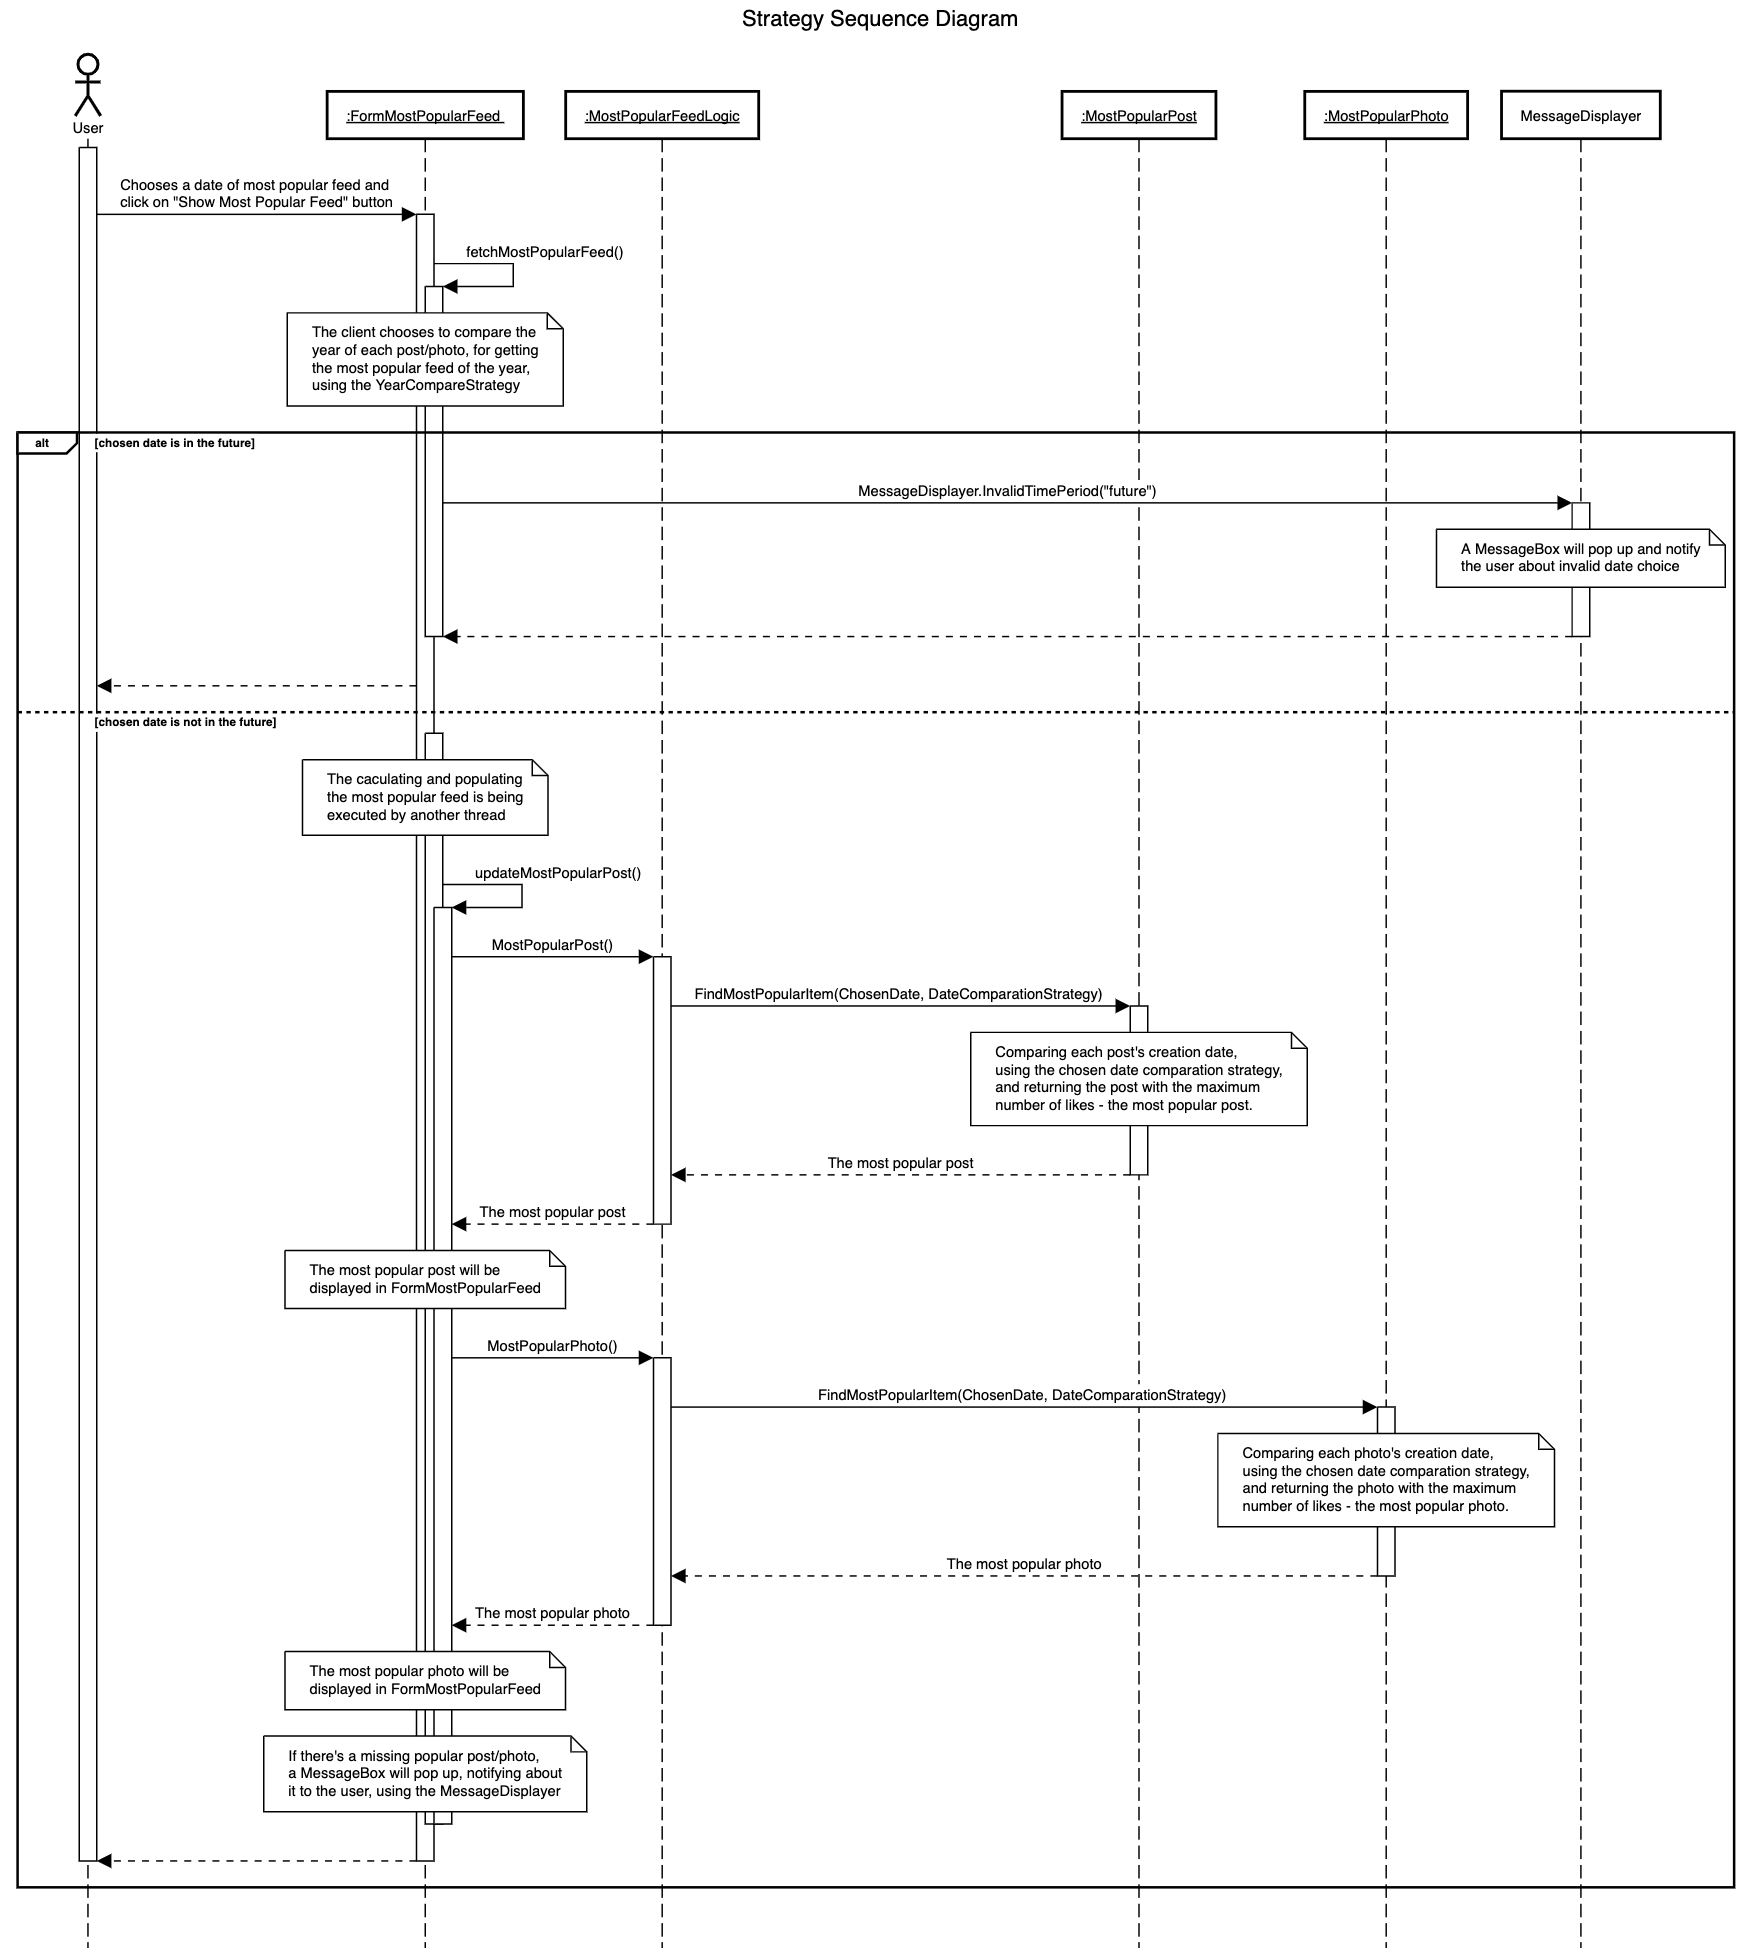 Strategy Sequence Diagram
User
:FormMostPopularFeed
:MostPopularFeedLogic
:MostPopularPost
:MostPopularPhoto
MessageDisplayer
Chooses a date of most popular feed and
click on "Show Most Popular Feed" button
fetchMostPopularFeed()
The client chooses to compare the
year of each post/photo, for getting
the most popular feed of the year,
using the YearCompareStrategy
alt
[chosen date is in the future]
MessageDisplayer.InvalidTimePeriod("future")
A MessageBox will pop up and notify
the user about invalid date choice
[chosen date is not in the future]
The caculating and populating
the most popular feed is being
executed by another thread
updateMostPopularPost()
MostPopularPost()
FindMostPopularItem(ChosenDate, DateComparationStrategy)
Comparing each post's creation date,
using the chosen date comparation strategy,
and returning the post with the maximum
number of likes - the most popular post.
The most popular post
The most popular post
The most popular post will be
displayed in FormMostPopularFeed
MostPopularPhoto()
FindMostPopularItem(ChosenDate, DateComparationStrategy)
Comparing each photo's creation date,
using the chosen date comparation strategy,
and returning the photo with the maximum
number of likes - the most popular photo.
The most popular photo
The most popular photo
The most popular photo will be
displayed in FormMostPopularFeed
If there's a missing popular post/photo,
a MessageBox will pop up, notifying about
it to the user, using the MessageDisplayer